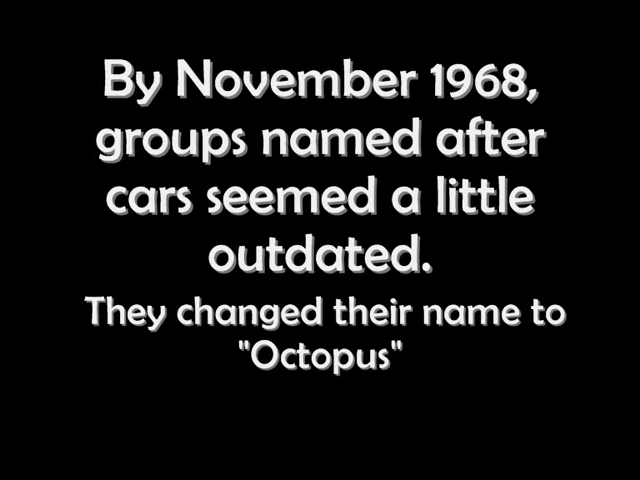 By November 1968,
groups named after
cars seemed a little
outdated.
They changed their name to
"Octopus"